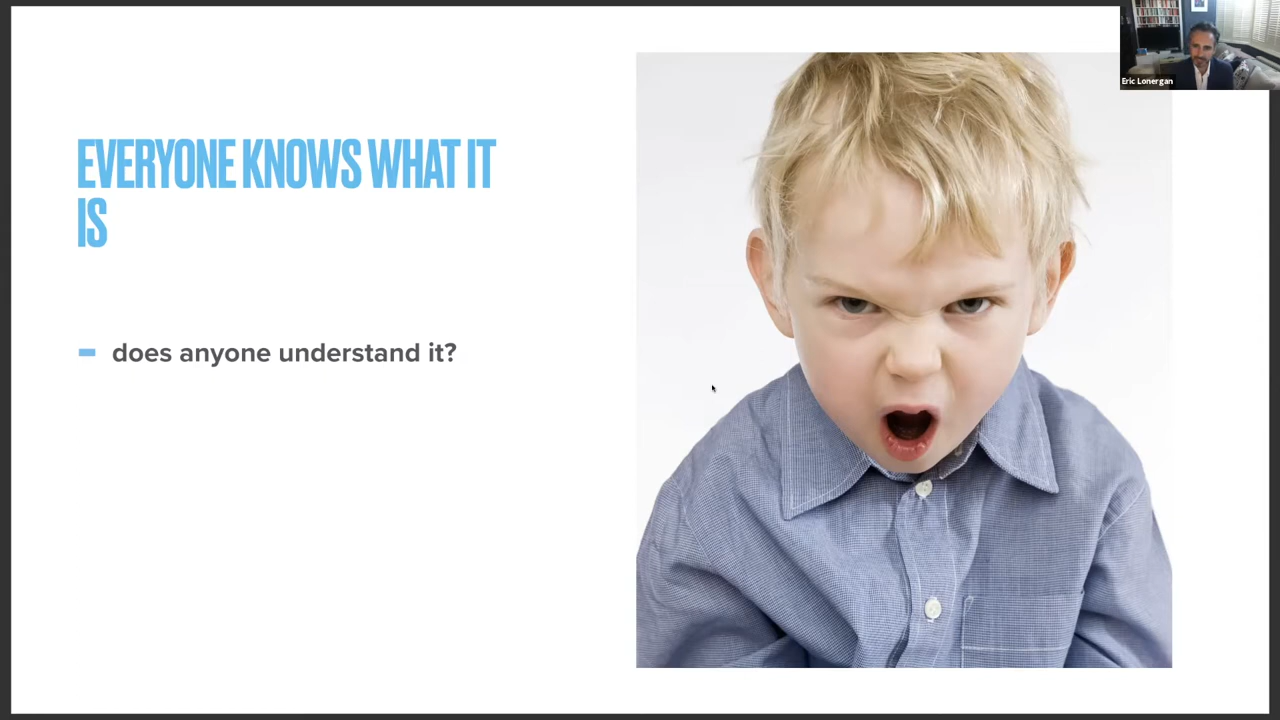 EVERYONE KNOWS WHAT IT
IS
does anyone understand it?
Eric Lonergan